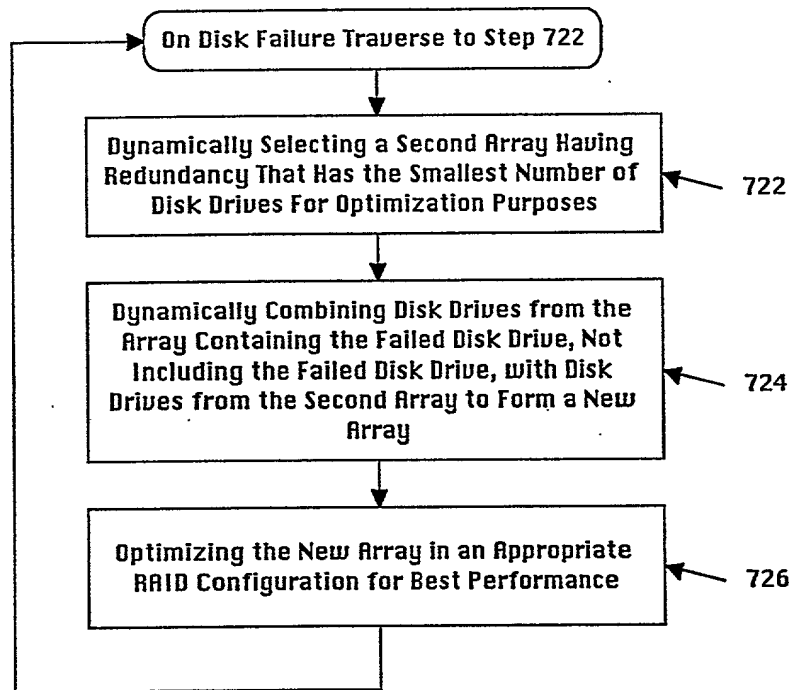 On Disk Failure Traverse to Step 722
Dynamically Selecting a Second Array Having
Redundancy That Has the Smallest Number of
Disk Drives For Optimization Purposes
722
Dynamically Combining Disk Drives from the
Array Containing the Failed Disk Drive, Not
Including the Failed Disk Drive, with Disk
Drives from the Second Array to Form a New
Array
724
Optimizing the New Array in an Appropriate
RAID Configuration for Best Performance
726